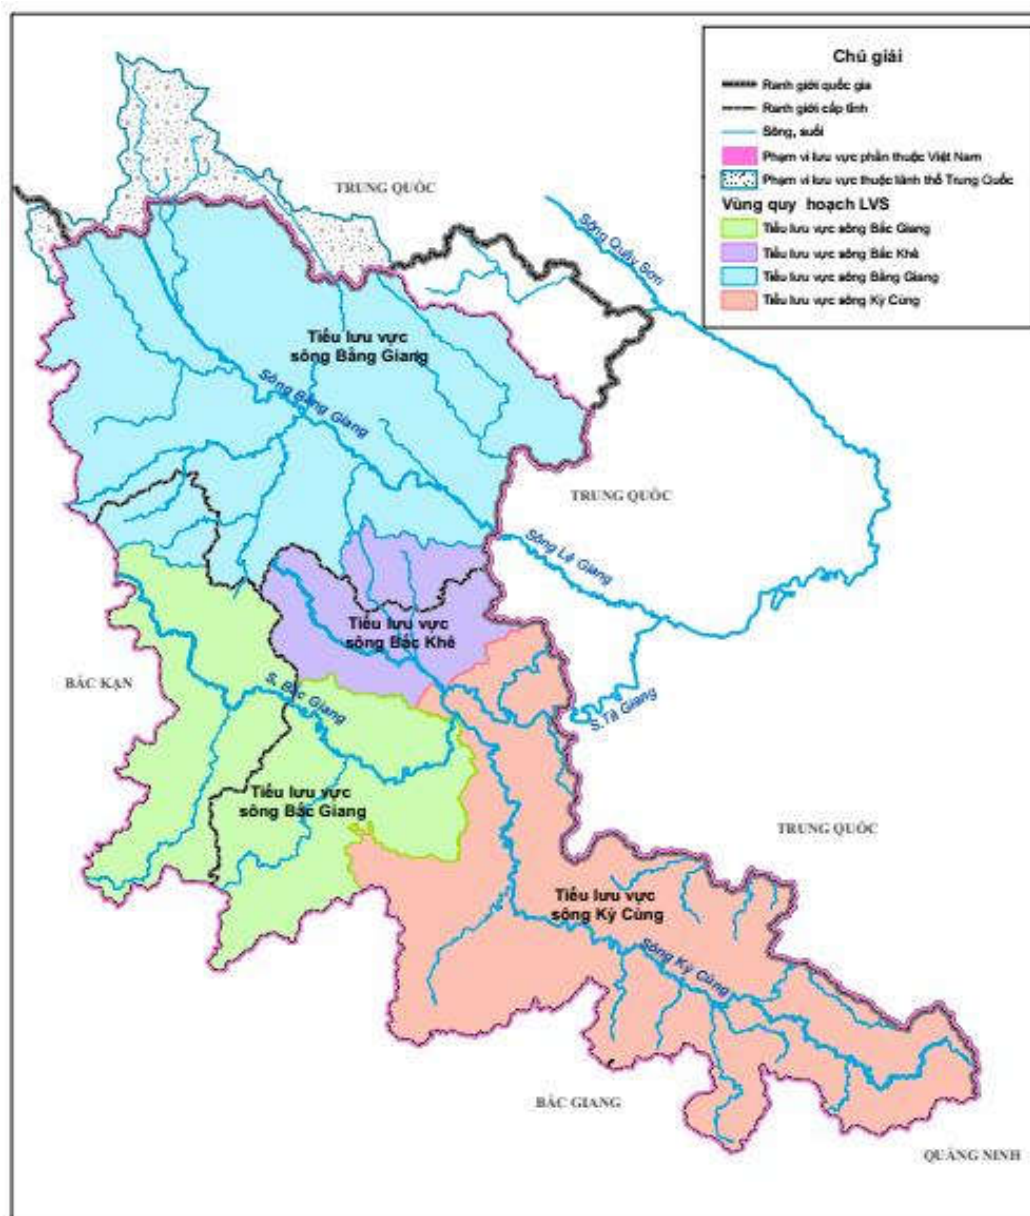 Chú giải
Ranh giới quốc gia
Ranh giới cấp tỉnh
Sông, suối
Phạm vi lưu vực phần thuộc Việt Nam
Phạm vi lưu vực thuộc lãnh thổ Trung Quốc
Vùng quy hoạch LVS
Tiểu lưu vực sông Bắc Giang
Tiểu lưu vực sông Bắc Khê
Tiểu lưu vực sông Bằng Giang
Tiểu lưu vực sông Kỳ Cùng
TRUNG QUỐC
Sông Quây Sơn
Tiểu lưu vực
sông Bằng Giang
Sông Bằng Giang
TRUNG QUỐC
Sông Lê Giang
Tiểu lưu vực
sông Bắc Khê
BẮC KẠN
S. Bắc Giang
S.Tả Giang
Tiểu lưu vực
sông Bắc Giang
TRUNG QUỐC
Tiểu lưu vực
sông Kỳ Cùng
Sông Kỳ Cùng
BẮC GIANG
QUẢNG NINH